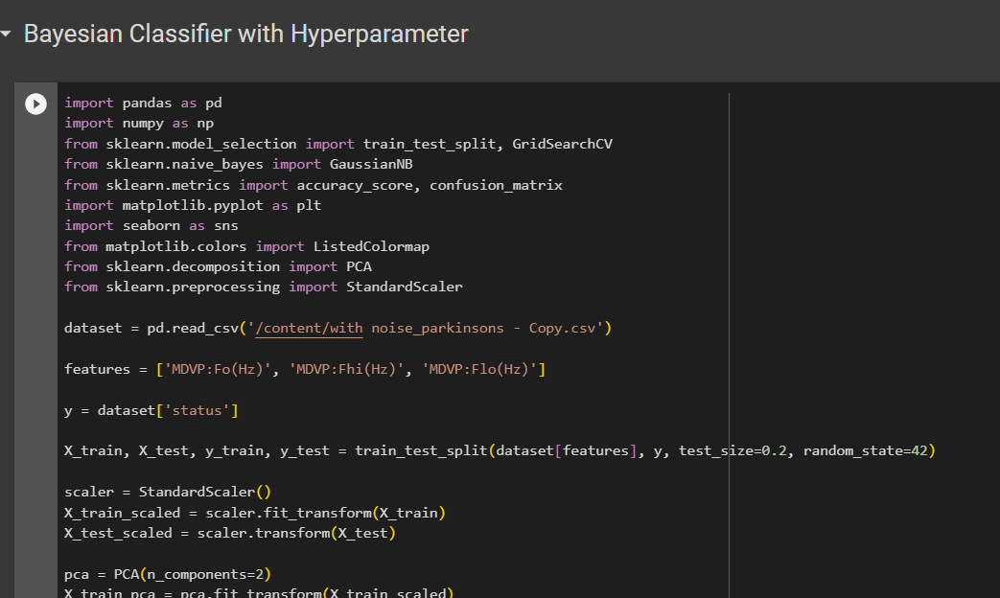 Bayesian Classifier with Hyperparameter
import pandas as pd
import numpy as np
from sklearn.model_selection import train_test_split, GridSearchCV
from sklearn.naive_bayes import GaussianNB
from sklearn.metrics import accuracy_score, confusion_matrix
import matplotlib.pyplot as plt
import seaborn as sns
from matplotlib.colors import ListedColormap
from sklearn.decomposition import PCA
from sklearn.preprocessing import StandardScaler
dataset = pd.read_csv('/content/with noise_parkinsons - Copy.csv')
features = ['MDVP:Fo(Hz)', 'MDVP:Fhi(Hz)', 'MDVP:Flo(Hz)']
y = dataset['status']
X_train, X_test, y_train, y_test = train_test_split(dataset[features], y, test_size=0.2, random_state=42)
scaler = StandardScaler()
X_train_scaled = scaler.fit_transform(X_train)
X_test_scaled = scaler.transform(X_test)
pca = PCA(n_components=2)
X_train_pca = pca.fit_transform(X_train_scaled)